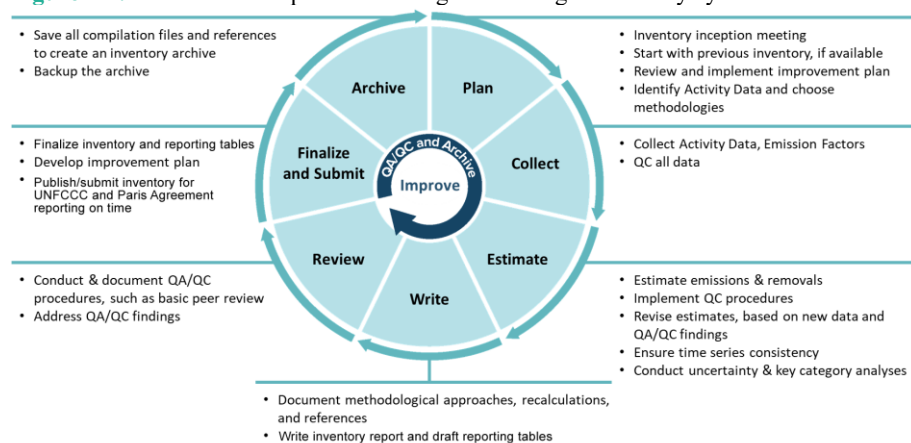 • Save all compilation files and references
to create an inventory archive
• Backup the archive
• Inventory inception meeting
• Start with previous inventory, if available
• Review and implement improvement plan
• Identify Activity Data and choose
methodologies
Archive
Plan
• Finalize inventory and reporting tables
• Develop improvement plan
• Publish/submit inventory for
UNFCCC and Paris Agreement
reporting on time
Finalize
and Submit
QA/QC and Archive
Improve
Collect
• Collect Activity Data, Emission Factors
• QC all data
Review
Estimate
Write
• Conduct & document QA/QC
procedures, such as basic peer review
• Address QA/QC findings
• Estimate emissions & removals
• Implement QC procedures
• Revise estimates, based on new data and
QA/QC findings
• Ensure time series consistency
• Conduct uncertainty & key category analyses
• Document methodological approaches, recalculations,
and references
• Write inventory report and draft reporting tables